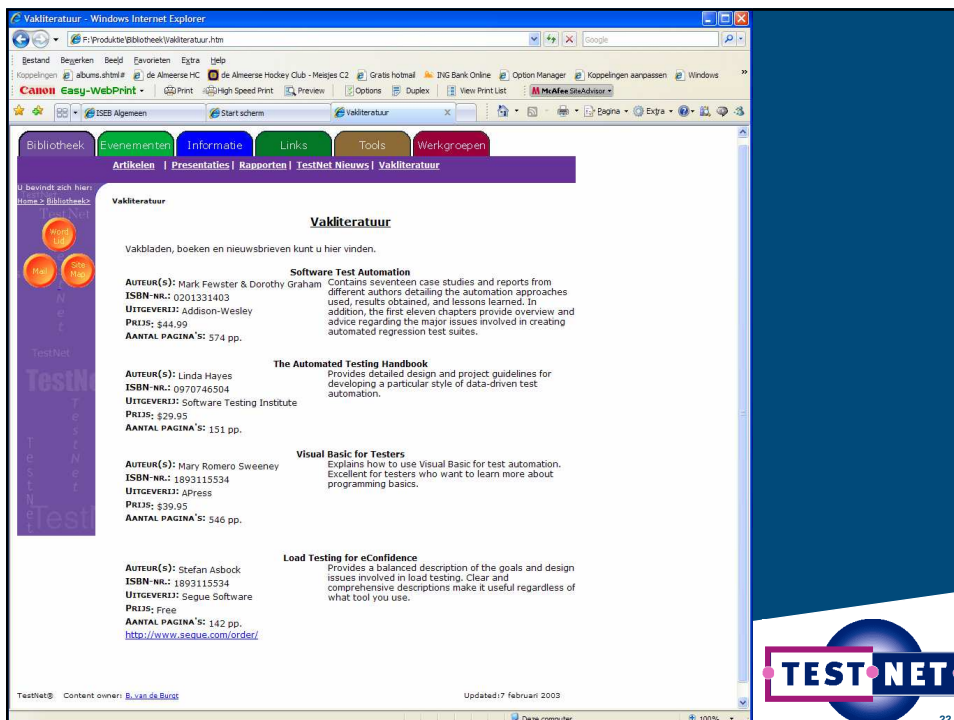 Vakliteratuur - Windows Internet Explorer
F:\Produktie\Bibliotheek\Vakliteratuur.htm
Google
Bestand Bewerken Beeld Favorieten Extra Help
Koppelingen albums.shtml# de Almeerse HC de Almeerse Hockey Club - Meisjes C2 Gratis hotmail ING Bank Online Option Manager Koppelingen aanpassen Windows »
Canon Easy-WebPrint Print High Speed Print Preview Options Duplex View Print List McAfee SiteAdvisor
ISEB Algemeen Start scherm Vakliteratuur X Pagina Extra
Bibliotheek Evenementen Informatie Links Tools Werkgroepen
Artikelen | Presentaties | Rapporten | TestNet Nieuws | Vakliteratuur
U bevindt zich hier:
Home > Bibliotheek>
TestNet
Word Lid
Mail
Site Map
N
e
t
TestNet
TestNe
TestNet
TestNet
Test
Vakliteratuur
Vakliteratuur
Vakbladen, boeken en nieuwsbrieven kunt u hier vinden.
Software Test Automation
Auteur(s): Mark Fewster & Dorothy Graham
ISBN-nr.: 0201331403
Uitgeverij: Addison-Wesley
Prijs: $44.99
Aantal pagina's: 574 pp.
Contains seventeen case studies and reports from
different authors detailing the automation approaches
used, results obtained, and lessons learned. In
addition, the first eleven chapters provide overview and
advice regarding the major issues involved in creating
automated regression test suites.
The Automated Testing Handbook
Auteur(s): Linda Hayes
ISBN-nr.: 0970746504
Uitgeverij: Software Testing Institute
Prijs: $29.95
Aantal pagina's: 151 pp.
Provides detailed design and project guidelines for
developing a particular style of data-driven test
automation.
Visual Basic for Testers
Auteur(s): Mary Romero Sweeney
ISBN-nr.: 1893115534
Uitgeverij: APress
Prijs: $39.95
Aantal pagina's: 546 pp.
Explains how to use Visual Basic for test automation.
Excellent for testers who want to learn more about
programming basics.
Load Testing for eConfidence
Auteur(s): Stefan Asbock
ISBN-nr.: 1893115534
Uitgeverij: Segue Software
Prijs: Free
Aantal pagina's: 142 pp.
http://www.segue.com/order/
Provides a balanced description of the goals and design
issues involved in load testing. Clear and
comprehensive descriptions make it useful regardless of
what tool you use.
TestNet® Content owner: B. van de Burgt Updated:7 februari 2003
Deze computer 100%
TEST NET